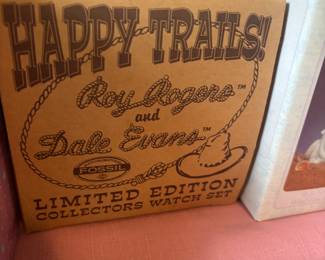 HAPPY TRAILS!!
Roy Rogers™
and
Dale Evans™
FOSSIL
LIMITED EDITION
COLLECTORS WATCH SET